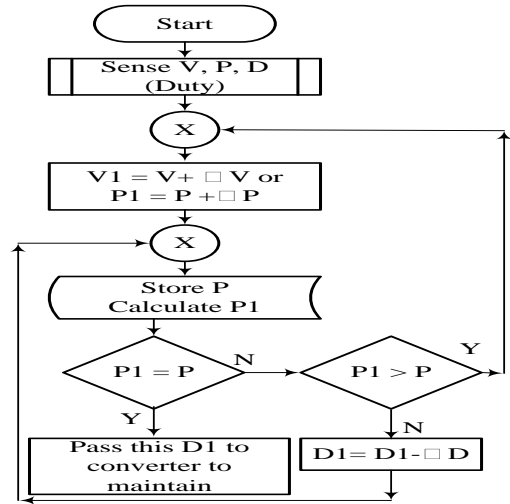 Start
Sense V, P, D
(Duty)
X
V1 = V+ □ V or
P1 = P +□ P
X
Store P
Calculate P1
P1 = P
N
P1 > P
Y
Y
N
Pass this D1 to
converter to
maintain
D1= D1-□ D